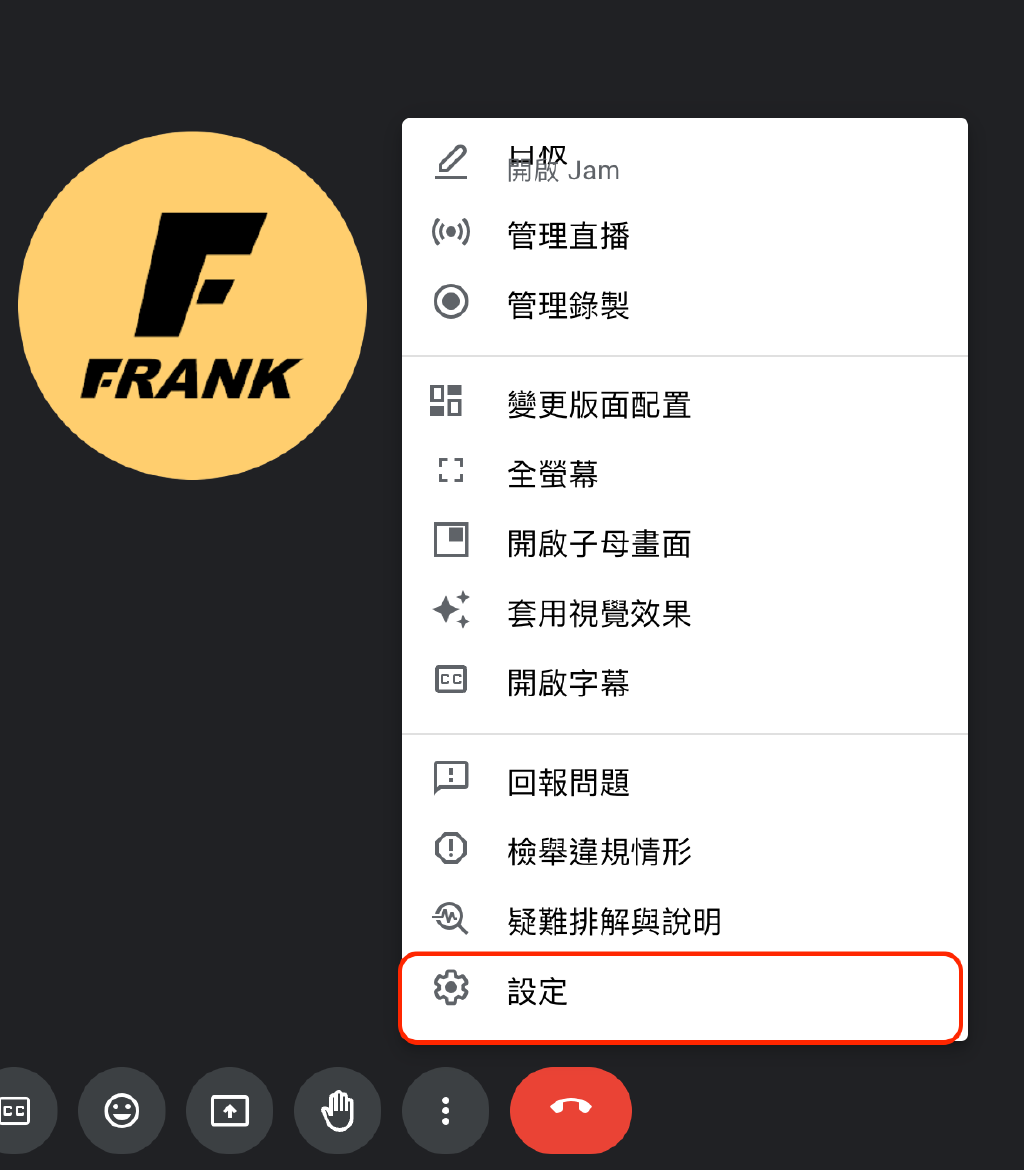 F
FRANK
開啟 Jam
管理直播
管理錄製
變更版面配置
全螢幕
開啟子母畫面
套用視覺效果
CC
開啟字幕
回報問題
檢舉違規情形
疑難排解與說明
設定
CC